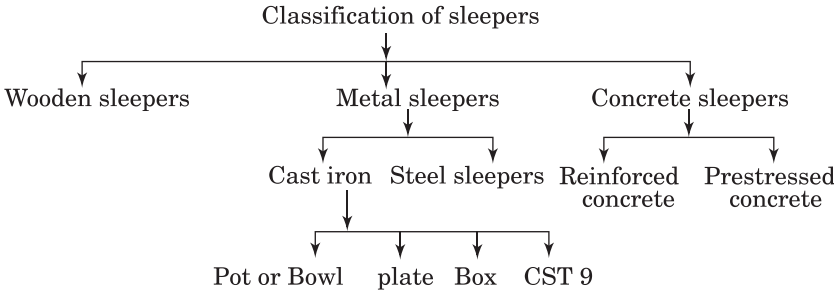 Classification of sleepers
Wooden sleepers
Metal sleepers
Concrete sleepers
Cast iron
Steel sleepers
Reinforced
concrete
Prestressed
concrete
Pot or Bowl
plate
Box
CST 9